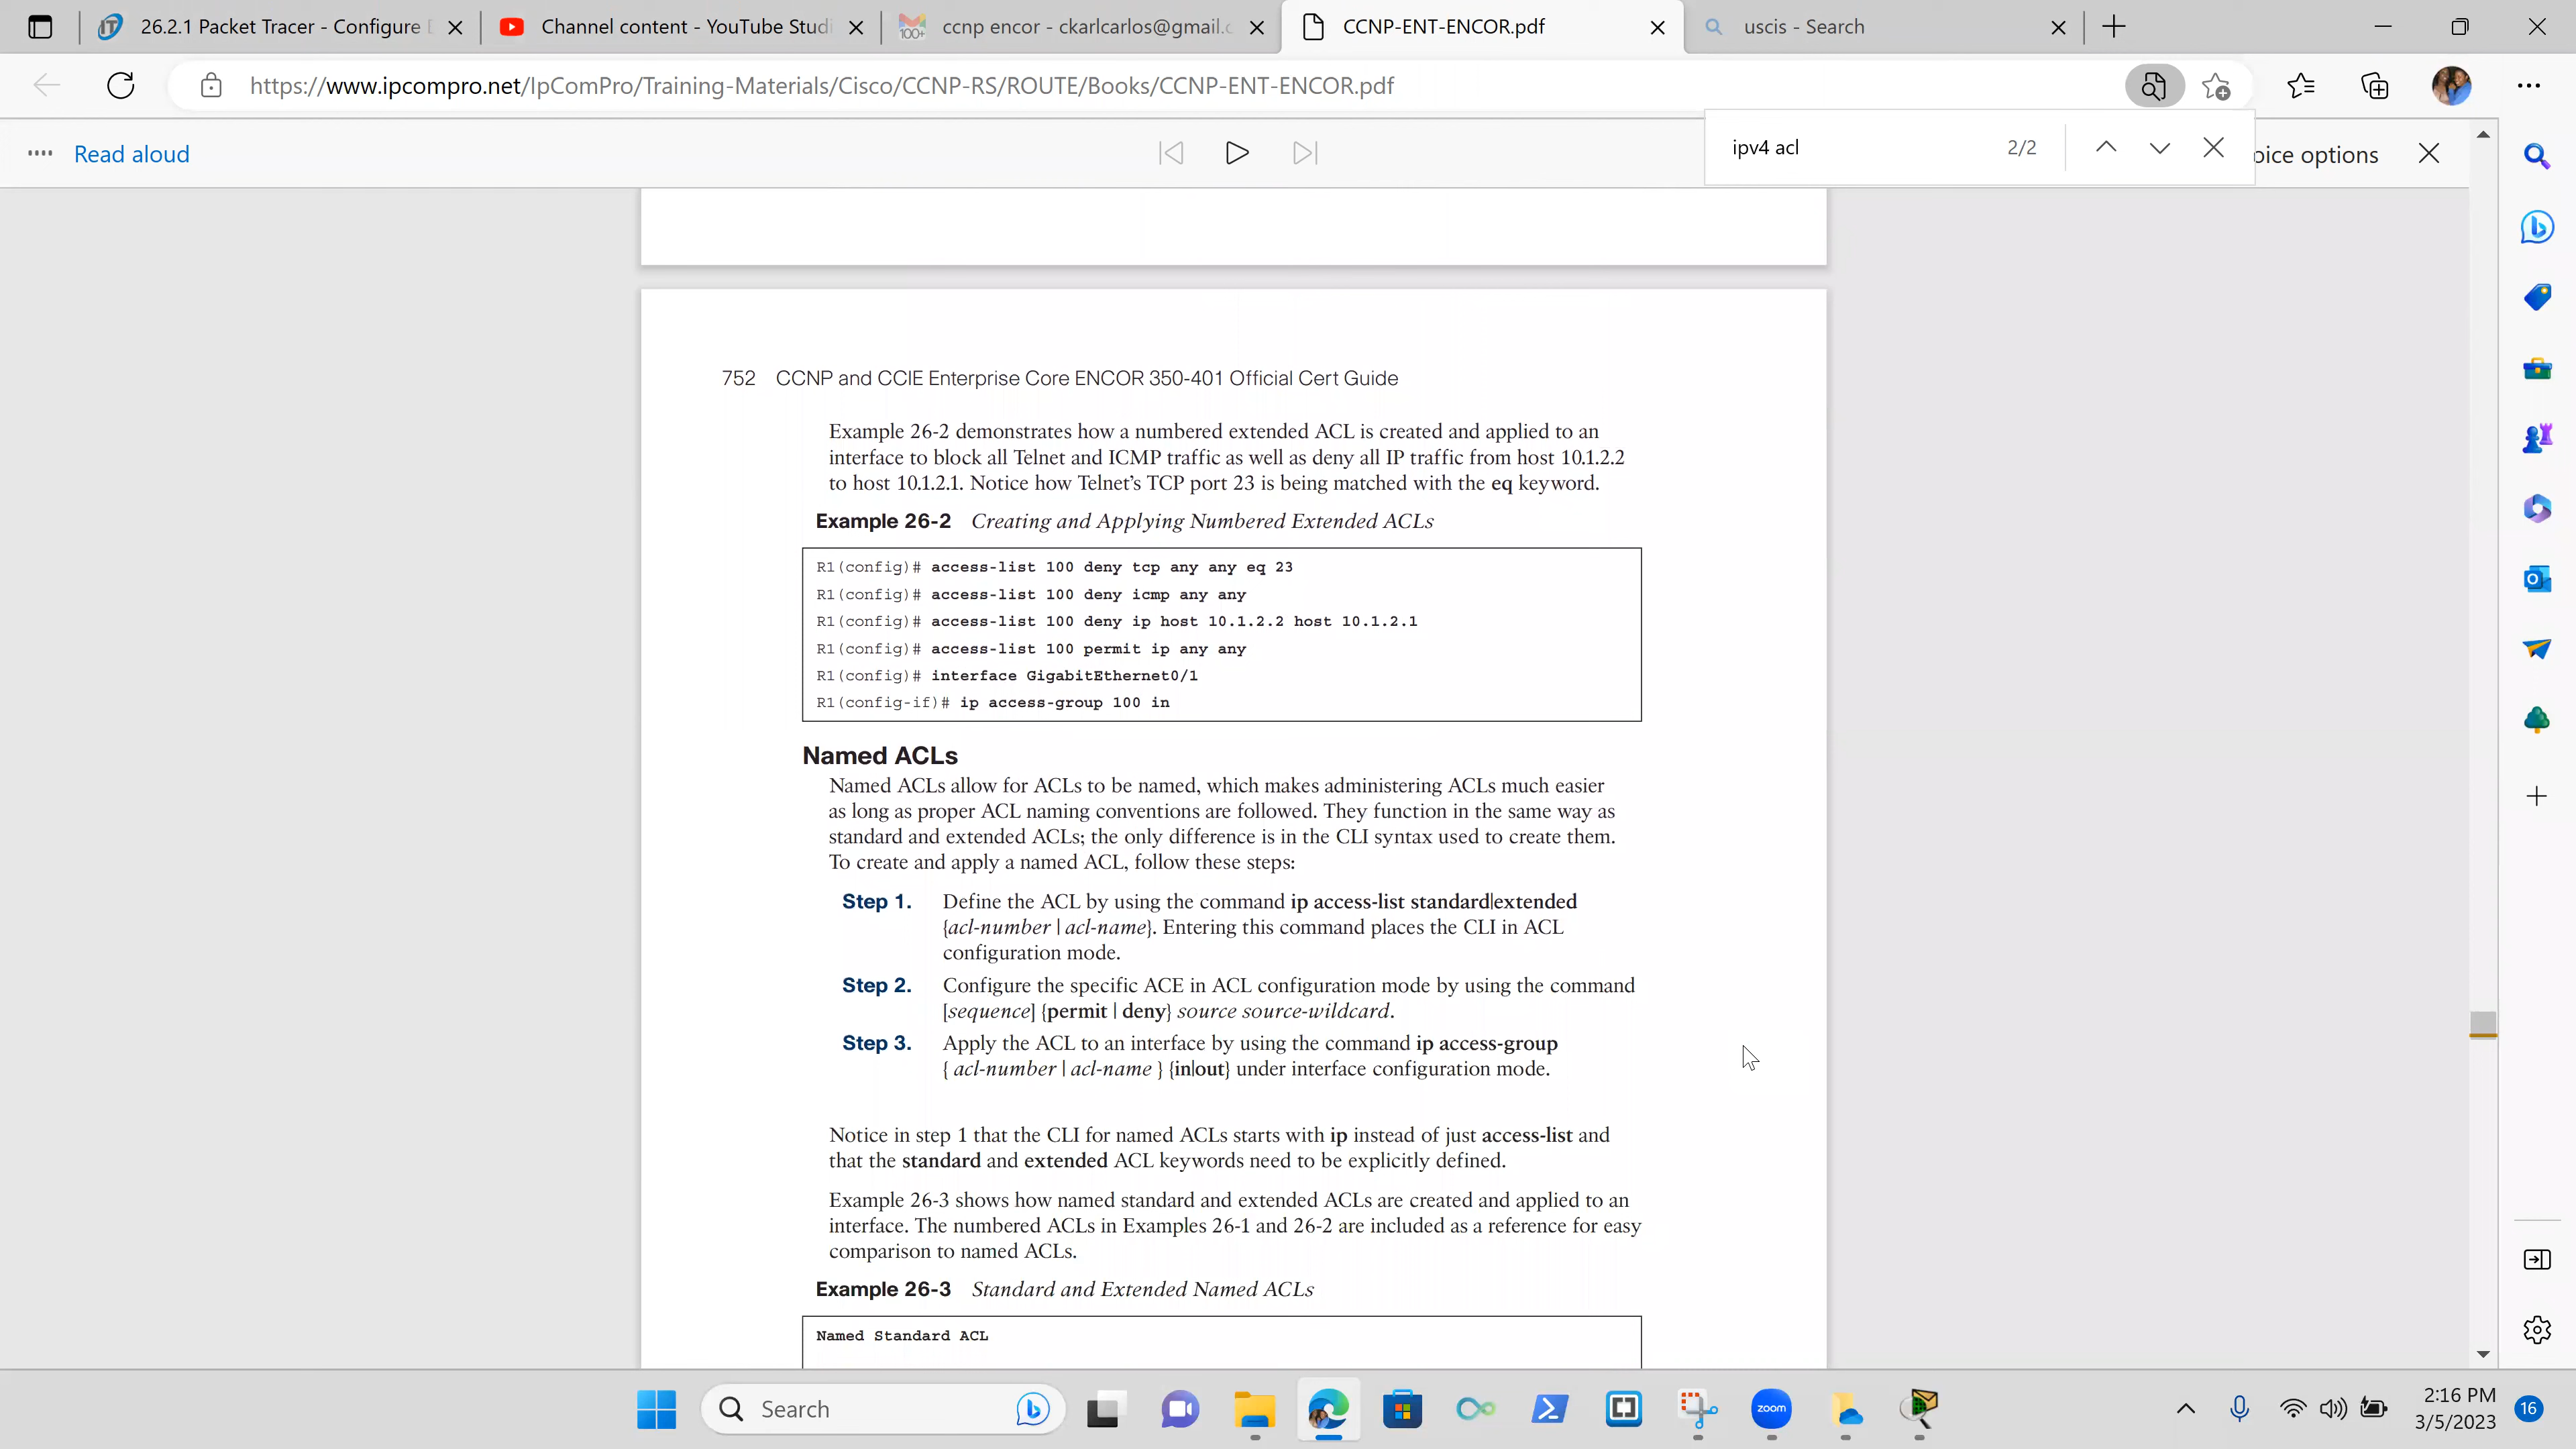 26.2.1 Packet Tracer - Configure
Channel content - YouTube Studi
100+
ccnp encor - ckarlcarlos@gmail.c
CCNP-ENT-ENCOR.pdf
uscis - Search
https://www.ipcompro.net/IpComPro/Training-Materials/Cisco/CCNP-RS/ROUTE/Books/CCNP-ENT-ENCOR.pdf
Read aloud
ipv4 acl
2/2
oice options
752 CCNP and CCIE Enterprise Core ENCOR 350-401 Official Cert Guide
Example 26-2 demonstrates how a numbered extended ACL is created and applied to an
interface to block all Telnet and ICMP traffic as well as deny all IP traffic from host 10.1.2.2
to host 10.1.2.1. Notice how Telnet's TCP port 23 is being matched with the eq keyword.
Example 26-2 Creating and Applying Numbered Extended ACLs
R1(config)# access-list 100 deny tcp any any eq 23
R1(config)# access-list 100 deny icmp any any
R1(config)# access-list 100 deny ip host 10.1.2.2 host 10.1.2.1
R1(config)# access-list 100 permit ip any any
R1(config)# interface GigabitEthernet0/1
R1(config-if)# ip access-group 100 in
Named ACLs
Named ACLs allow for ACLs to be named, which makes administering ACLs much easier
as long as proper ACL naming conventions are followed. They function in the same way as
standard and extended ACLs; the only difference is in the CLI syntax used to create them.
To create and apply a named ACL, follow these steps:
Step 1. Define the ACL by using the command ip access-list standard|extended
{acl-number | acl-name}. Entering this command places the CLI in ACL
configuration mode.
Step 2. Configure the specific ACE in ACL configuration mode by using the command
[sequence] {permit | deny} source source-wildcard.
Step 3. Apply the ACL to an interface by using the command ip access-group
{ acl-number | acl-name } {in|out} under interface configuration mode.
Notice in step 1 that the CLI for named ACLs starts with ip instead of just access-list and
that the standard and extended ACL keywords need to be explicitly defined.
Example 26-3 shows how named standard and extended ACLs are created and applied to an
interface. The numbered ACLs in Examples 26-1 and 26-2 are included as a reference for easy
comparison to named ACLs.
Example 26-3 Standard and Extended Named ACLs
Named Standard ACL
Search
zoom
2:16 PM
3/5/2023
16